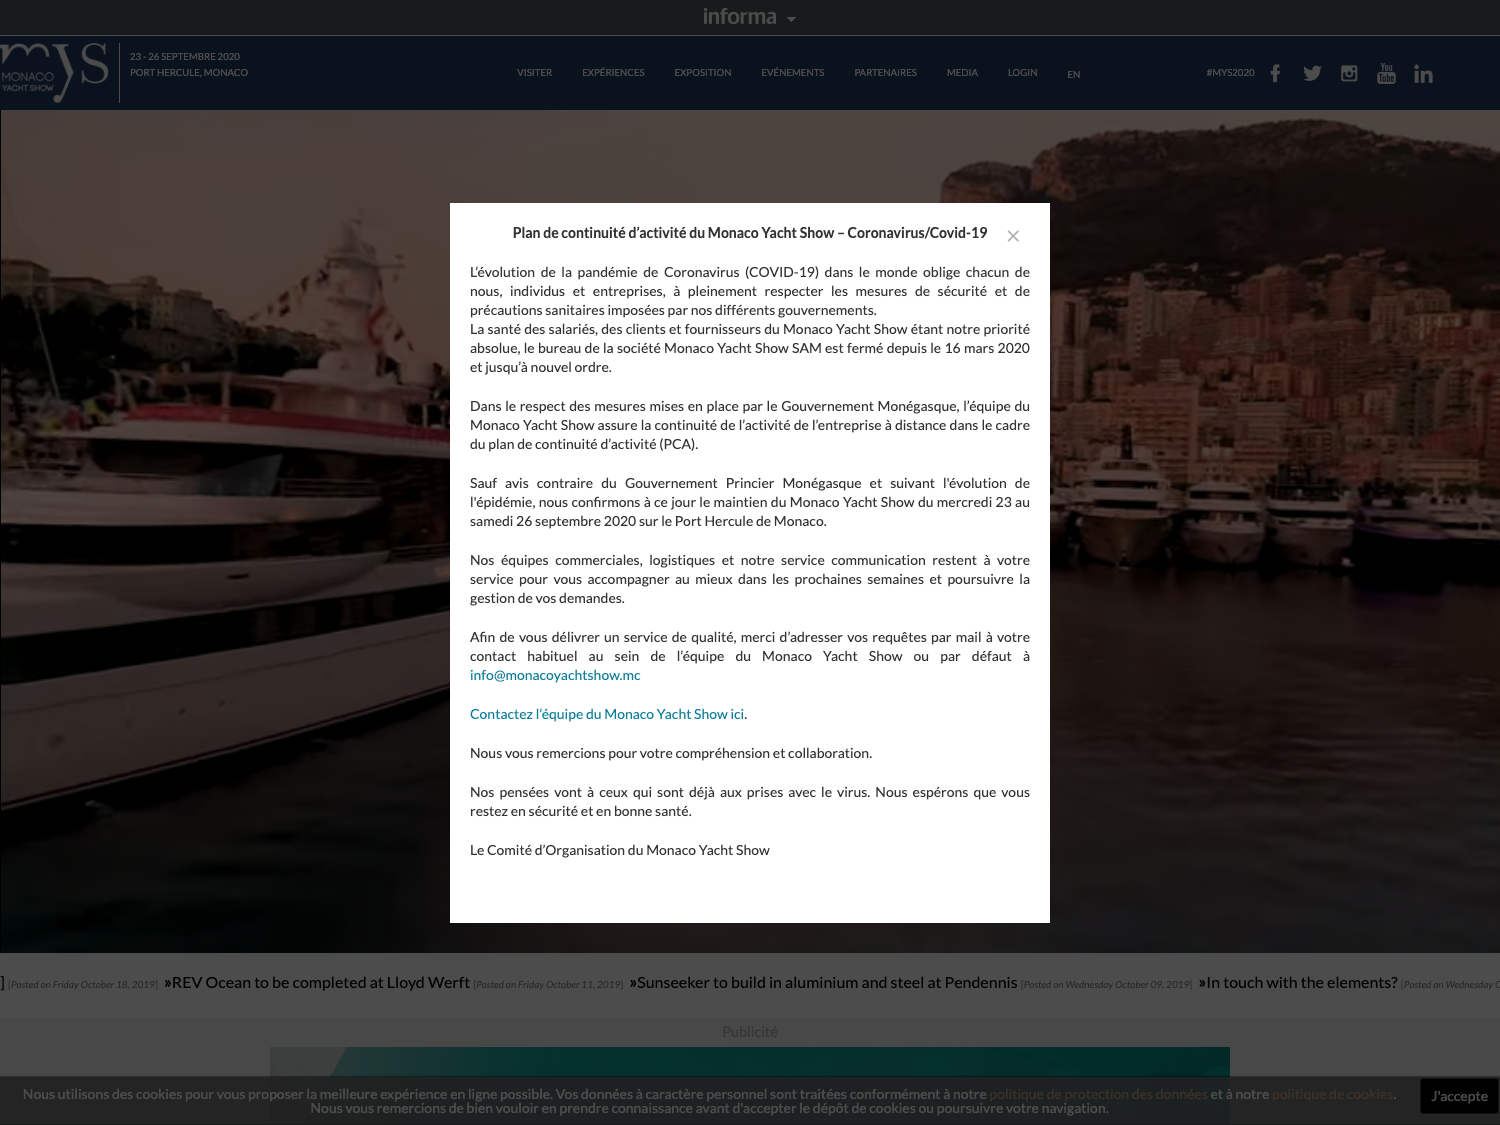 informa
mys
MONACO
YACHT SHOW
23 - 26 SEPTEMBRE 2020
PORT HERCULE, MONACO
VISITER EXPÉRIENCES EXPOSITION EVÉNEMENTS PARTENAIRES MEDIA LOGIN EN
#MYS2020
You
Tube
in
Plan de continuité d’activité du Monaco Yacht Show – Coronavirus/Covid-19
L’évolution de la pandémie de Coronavirus (COVID-19) dans le monde oblige chacun de
nous, individus et entreprises, à pleinement respecter les mesures de sécurité et de
précautions sanitaires imposées par nos différents gouvernements.
La santé des salariés, des clients et fournisseurs du Monaco Yacht Show étant notre priorité
absolue, le bureau de la société Monaco Yacht Show SAM est fermé depuis le 16 mars 2020
et jusqu’à nouvel ordre.
Dans le respect des mesures mises en place par le Gouvernement Monégasque, l’équipe du
Monaco Yacht Show assure la continuité de l’activité de l’entreprise à distance dans le cadre
du plan de continuité d’activité (PCA).
Sauf avis contraire du Gouvernement Princier Monégasque et suivant l'évolution de
l'épidémie, nous confirmons à ce jour le maintien du Monaco Yacht Show du mercredi 23 au
samedi 26 septembre 2020 sur le Port Hercule de Monaco.
Nos équipes commerciales, logistiques et notre service communication restent à votre
service pour vous accompagner au mieux dans les prochaines semaines et poursuivre la
gestion de vos demandes.
Afin de vous délivrer un service de qualité, merci d’adresser vos requêtes par mail à votre
contact habituel au sein de l’équipe du Monaco Yacht Show ou par défaut à
info@monacoyachtshow.mc
Contactez l’équipe du Monaco Yacht Show ici.
Nous vous remercions pour votre compréhension et collaboration.
Nos pensées vont à ceux qui sont déjà aux prises avec le virus. Nous espérons que vous
restez en sécurité et en bonne santé.
Le Comité d’Organisation du Monaco Yacht Show
] [Posted on Friday October 18, 2019] »REV Ocean to be completed at Lloyd Werft [Posted on Friday October 11, 2019] »Sunseeker to build in aluminium and steel at Pendennis [Posted on Wednesday October 09, 2019] »In touch with the elements? [Posted on Wednesday
Publicité
Nous utilisons des cookies pour vous proposer la meilleure expérience en ligne possible. Vos données à caractère personnel sont traitées conformément à notre politique de protection des données et à notre politique de cookies.
Nous vous remercions de bien vouloir en prendre connaissance avant d'accepter le dépôt de cookies ou poursuivre votre navigation.
J'accepte